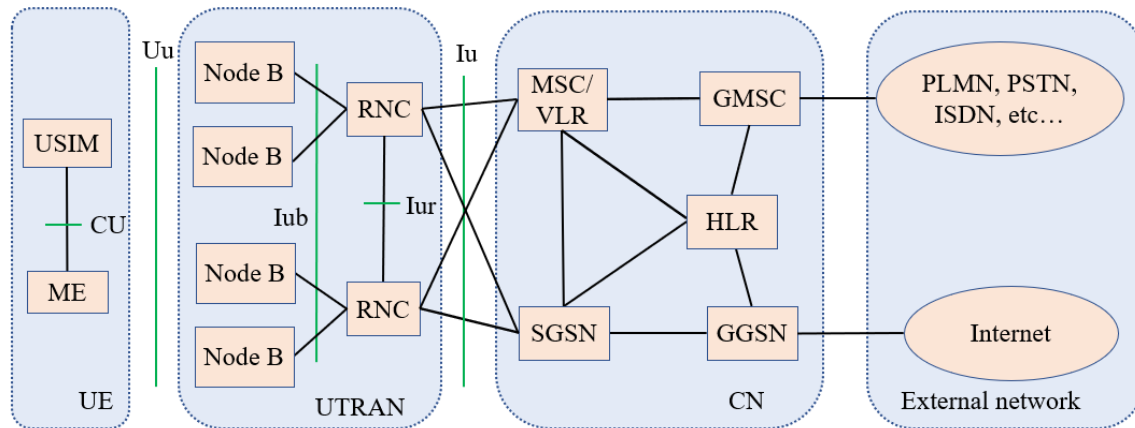 Uu
Iu
Node B
Node B
RNC
MSC/
VLR
GMSC
PLMN, PSTN,
ISDN, etc…
USIM
CU
ME
Iub
Iur
HLR
Node B
Node B
RNC
SGSN
GGSN
Internet
UE
UTRAN
CN
External network